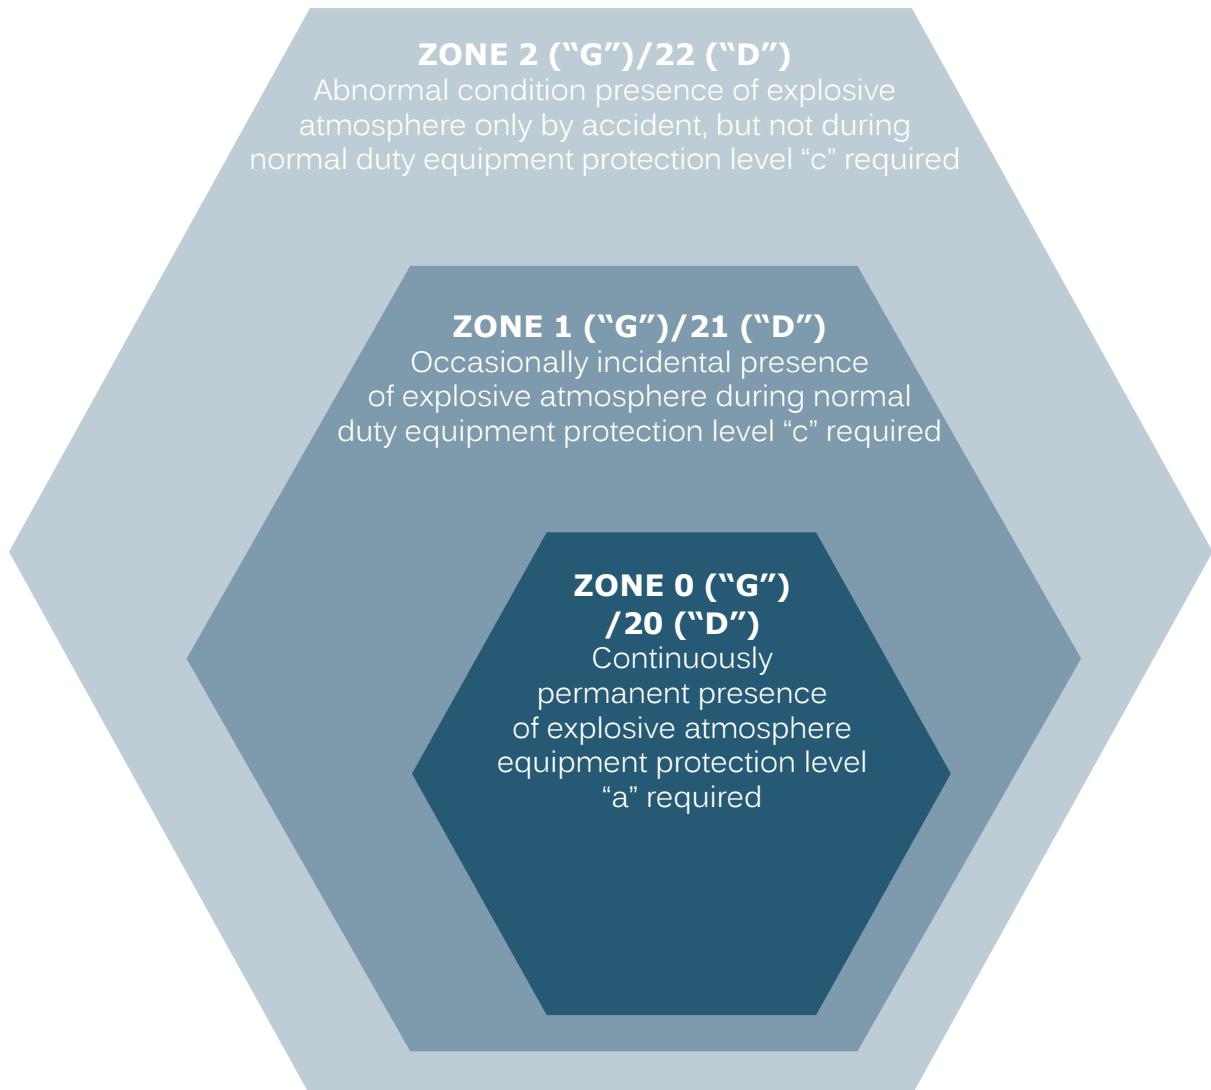 ZONE 2 (“G”)/22 (“D”)
Abnormal condition presence of explosive
atmosphere only by accident, but not during
normal duty equipment protection level “c” required
ZONE 1 (“G”)/21 (“D”)
Occasionally incidental presence
of explosive atmosphere during normal
duty equipment protection level “c” required
ZONE 0 (“G”)
/20 (“D”)
Continuously
permanent presence
of explosive atmosphere
equipment protection level
“a” required